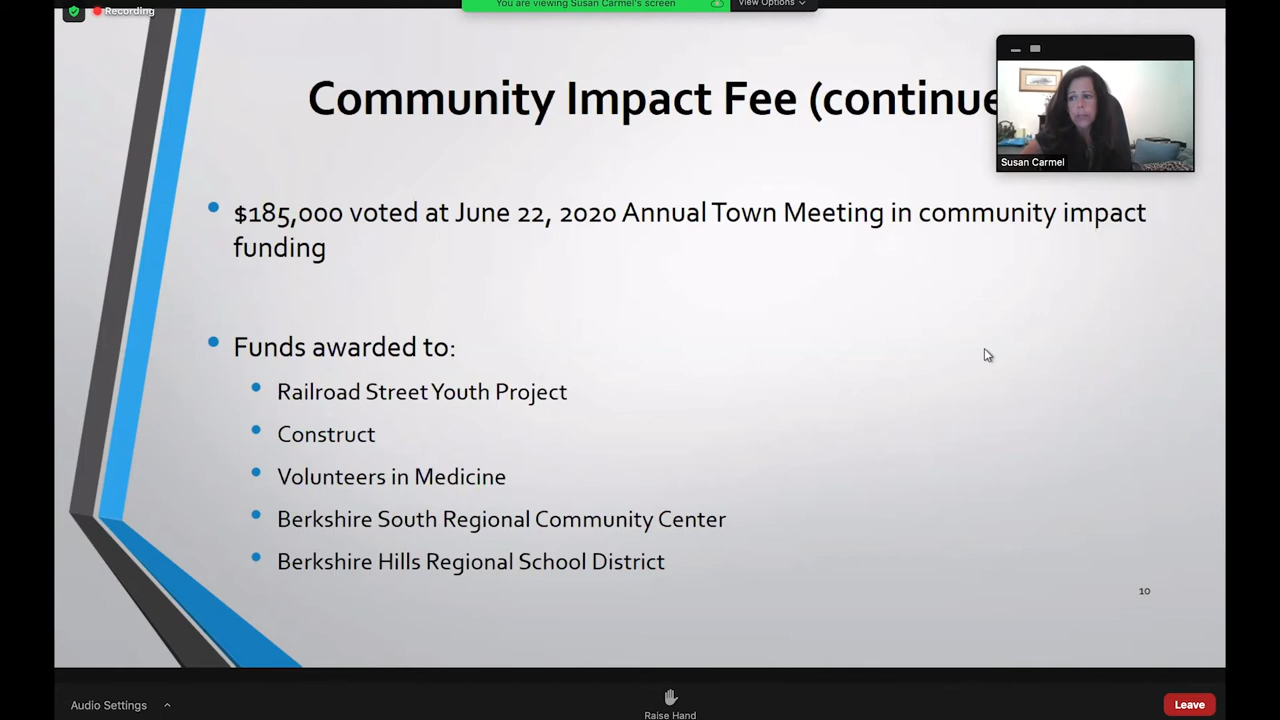 Recording
You are viewing Susan Carmel's screen
View Options
Community Impact Fee (continue
Susan Carmel
$185,000 voted at June 22, 2020 Annual Town Meeting in community impact
funding
Funds awarded to:
Railroad Street Youth Project
Construct
Volunteers in Medicine
Berkshire South Regional Community Center
Berkshire Hills Regional School District
10
Audio Settings
Raise Hand
Leave